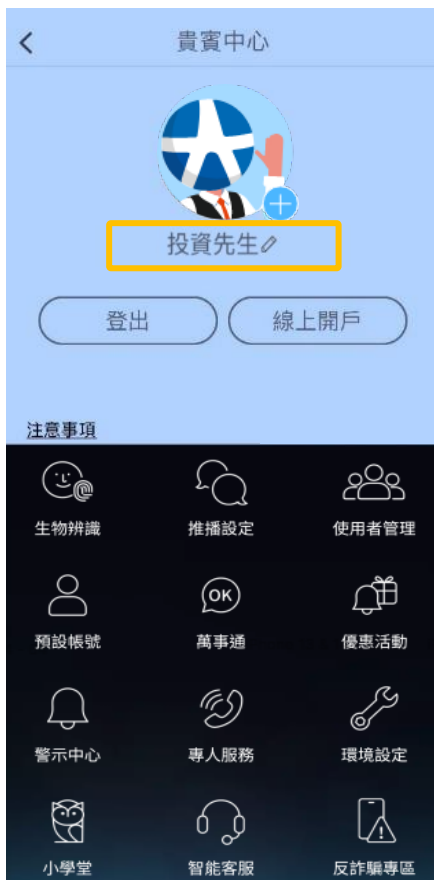 貴賓中心
投資先生
登出 線上開戶
注意事項
生物辨識 推播設定 使用者管理
OK
預設帳號 萬事通 優惠活動
警示中心 專人服務 環境設定
小學堂 智能客服 反詐騙專區